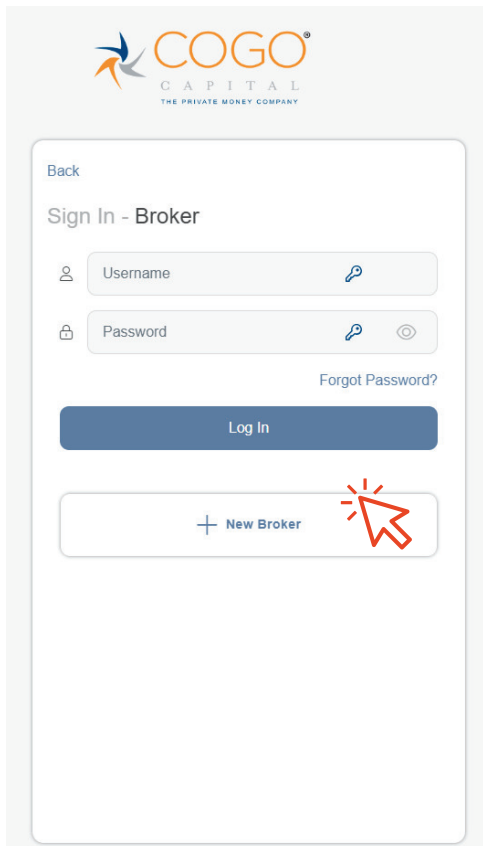 COGO®
CAPITAL
THE PRIVATE MONEY COMPANY
Back
Sign In - Broker
Username
Password
Forgot Password?
Log In
New Broker